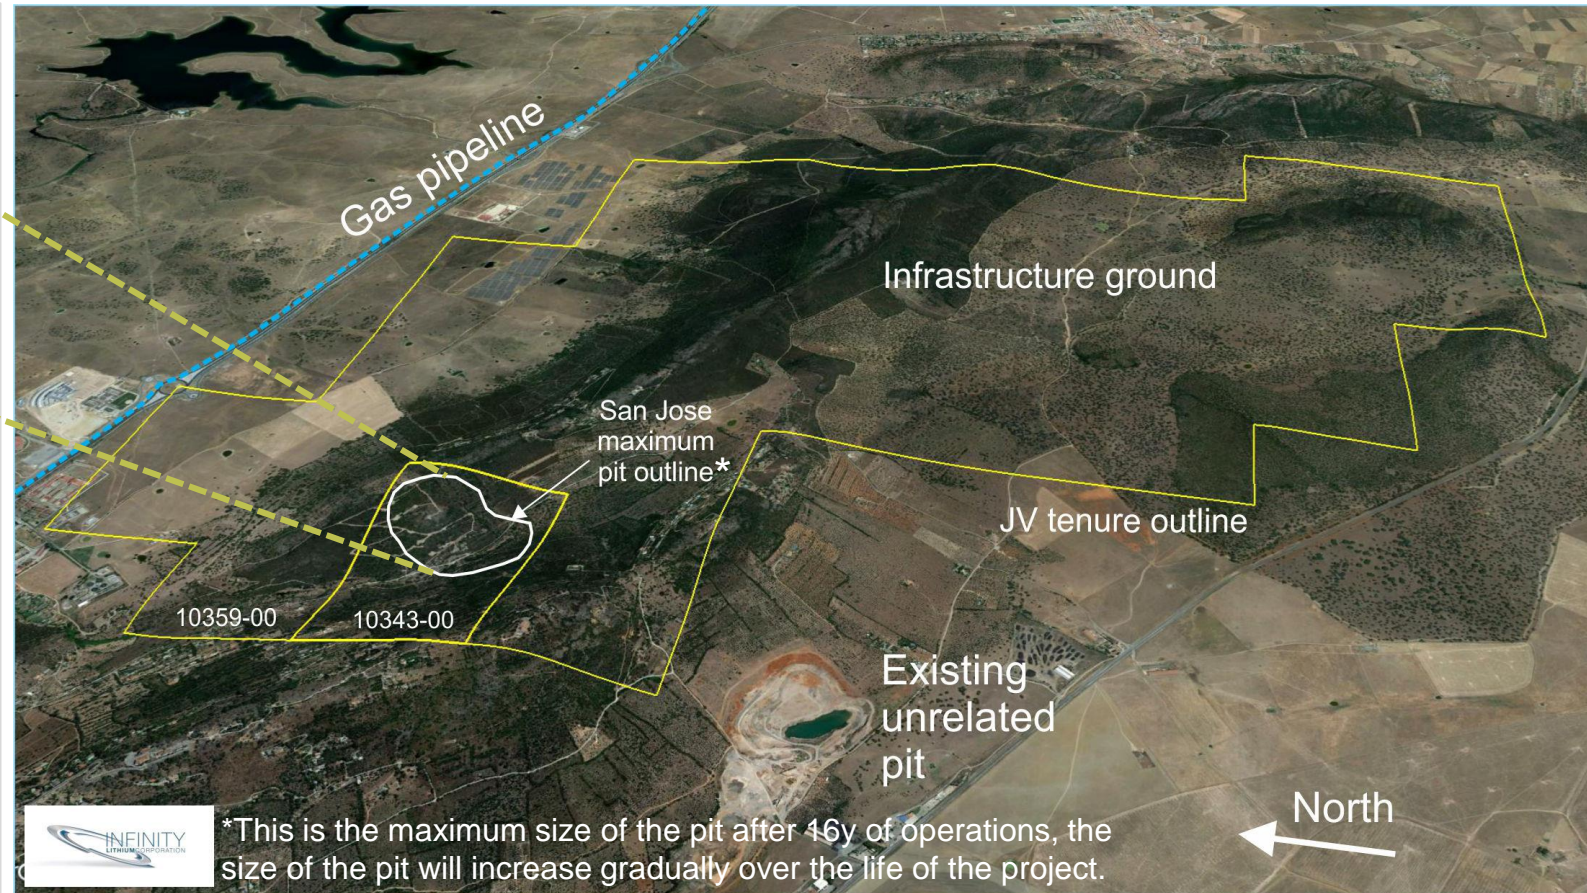 Gas pipeline
Infrastructure ground
San Jose
maximum
pit outline*
JV tenure outline
10359-00
10343-00
Existing
unrelated
pit
North
INFINITY
LITHIUM CORPORATION
*This is the maximum size of the pit after 16y of operations, the
size of the pit will increase gradually over the life of the project.